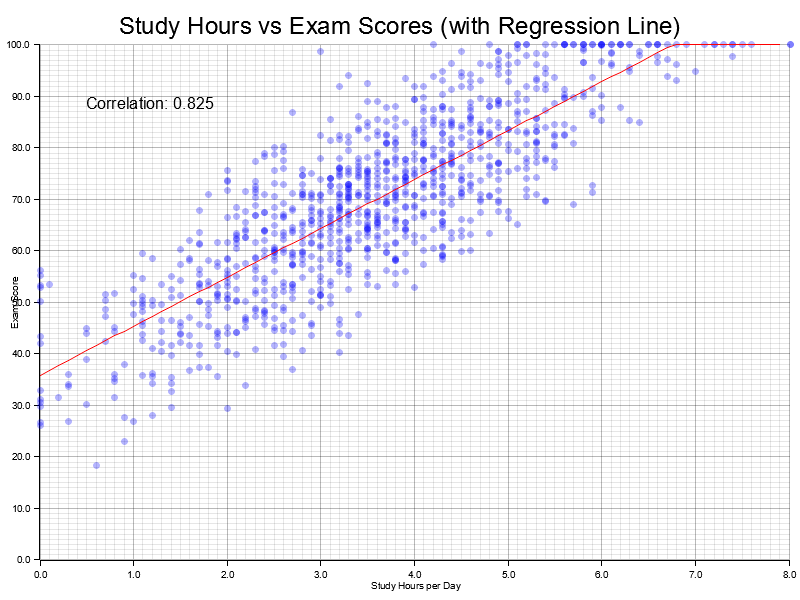 Study Hours vs Exam Scores (with Regression Line)
Correlation: 0.825
Exam Score
100.0
90.0
80.0
70.0
60.0
50.0
40.0
30.0
20.0
10.0
0.0
0.0 1.0 2.0 3.0 4.0 5.0 6.0 7.0 8.0
Study Hours per Day